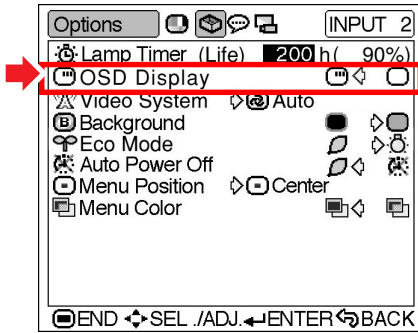 Options INPUT 2
Lamp Timer (Life) 200 h( 90%)
OSD Display
Video System Auto
B Background
Eco Mode
Auto Power Off
Menu Position Center
Menu Color
END SEL ./ADJ. ENTER BACK